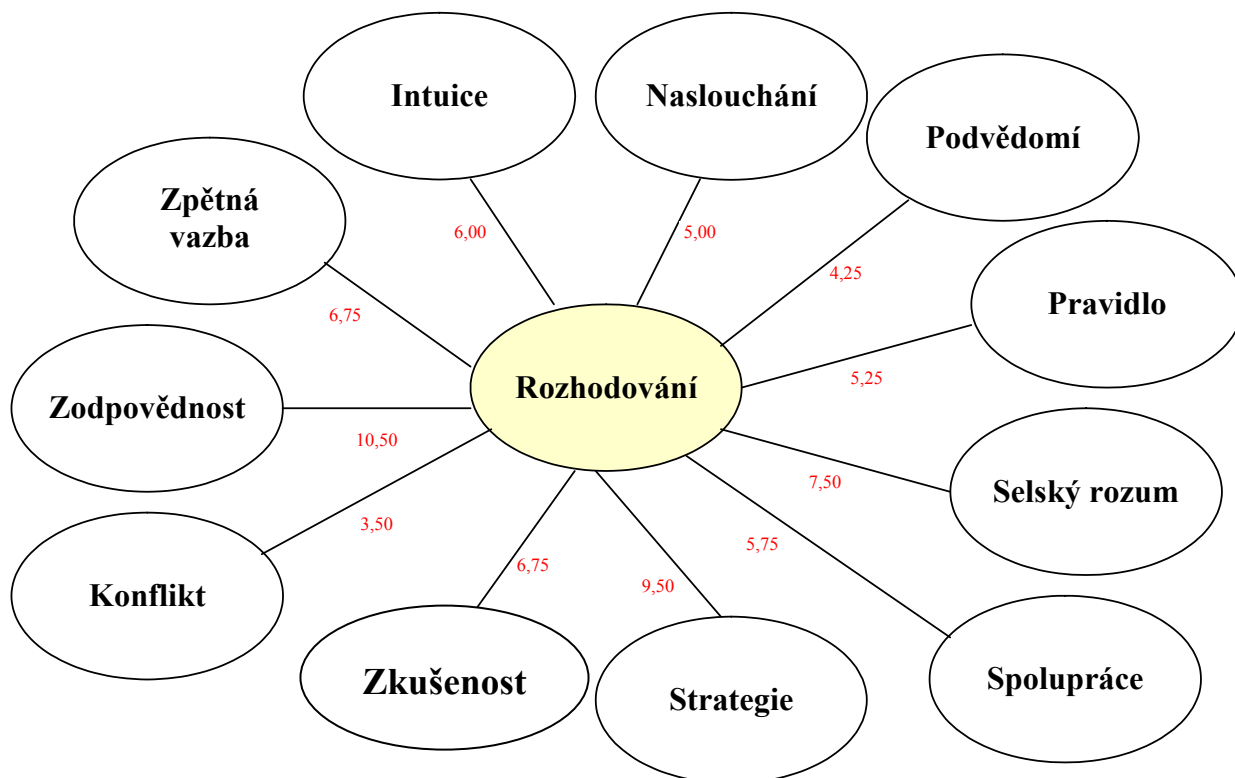 Intuice
Naslouchání
Podvědomí
Zpětná
vazba
6,00
5,00
4,25
Pravidlo
6,75
5,25
Rozhodování
Zodpovědnost
10,50
7,50
Selský rozum
3,50
5,75
6,75
9,50
Konflikt
Zkušenost
Strategie
Spolupráce